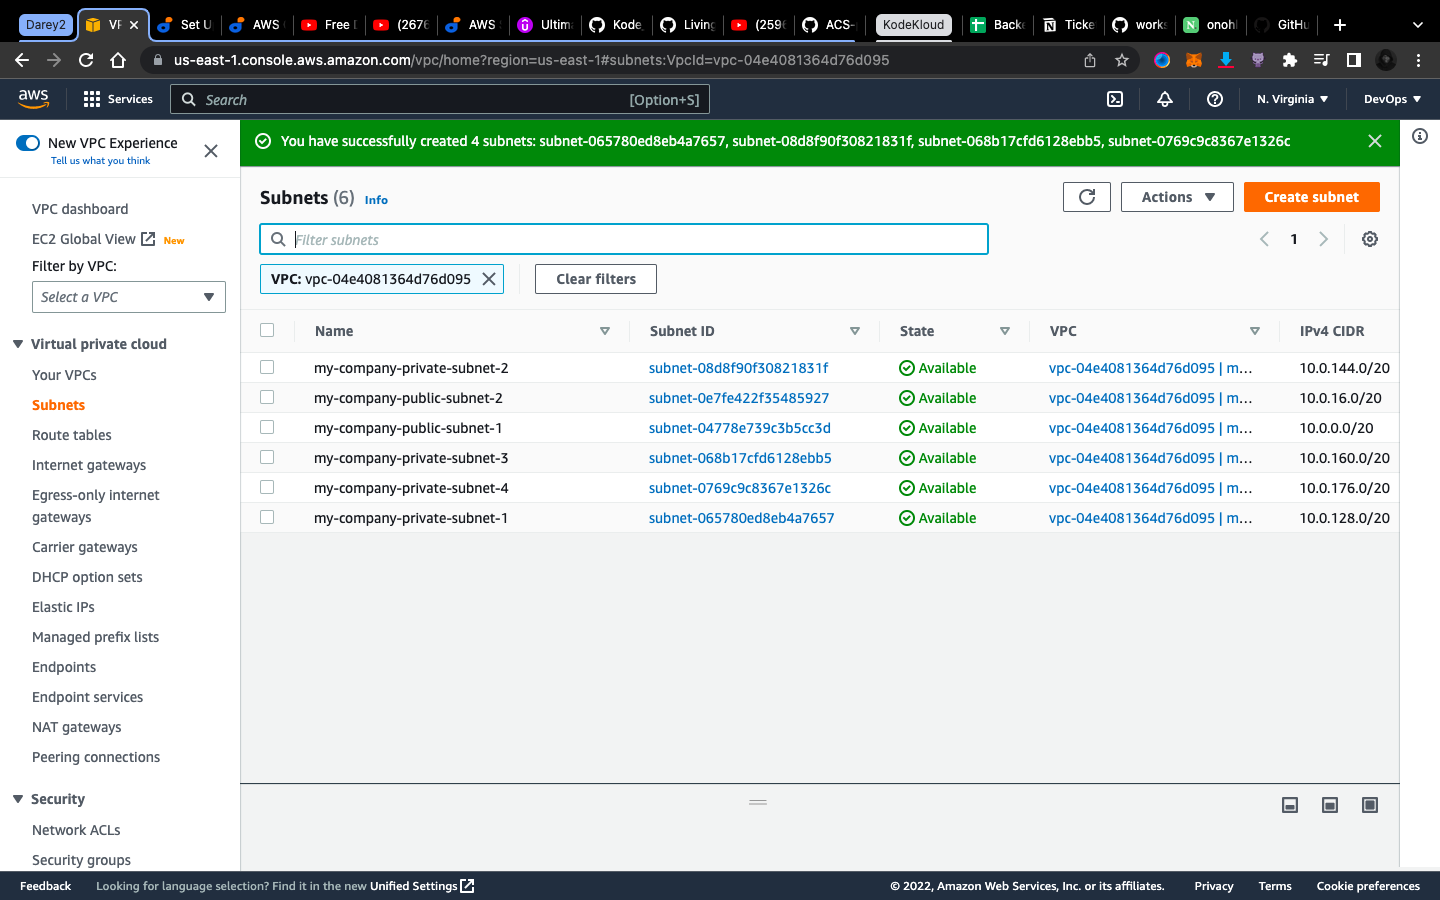 Darey2
VP
Set U
AWS
Free D
(2676
AWS S
Ultima
Kode
Living
(2596
ACS-
KodeKloud
Backe
Ticke
works
onohl
GitHu
us-east-1.console.aws.amazon.com/vpc/home?region=us-east-1#subnets:VpcId=vpc-04e4081364d76d095
aws
Services
Search
[Option+S]
N. Virginia
DevOps
New VPC Experience
Tell us what you think
VPC dashboard
EC2 Global View New
Filter by VPC:
Select a VPC
Virtual private cloud
Your VPCs
Subnets
Route tables
Internet gateways
Egress-only internet
gateways
Carrier gateways
DHCP option sets
Elastic IPs
Managed prefix lists
Endpoints
Endpoint services
NAT gateways
Peering connections
Security
Network ACLs
Security groups
You have successfully created 4 subnets: subnet-065780ed8eb4a7657, subnet-08d8f90f30821831f, subnet-068b17cfd6128ebb5, subnet-0769c9c8367e1326c
Subnets (6) Info
Actions
Create subnet
Filter subnets
1
VPC: vpc-04e4081364d76d095
Clear filters
Name Subnet ID State VPC IPv4 CIDR
my-company-private-subnet-2 subnet-08d8f90f30821831f Available vpc-04e4081364d76d095 | m... 10.0.144.0/20
my-company-public-subnet-2 subnet-0e7fe422f35485927 Available vpc-04e4081364d76d095 | m... 10.0.16.0/20
my-company-public-subnet-1 subnet-04778e739c3b5cc3d Available vpc-04e4081364d76d095 | m... 10.0.0.0/20
my-company-private-subnet-3 subnet-068b17cfd6128ebb5 Available vpc-04e4081364d76d095 | m... 10.0.160.0/20
my-company-private-subnet-4 subnet-0769c9c8367e1326c Available vpc-04e4081364d76d095 | m... 10.0.176.0/20
my-company-private-subnet-1 subnet-065780ed8eb4a7657 Available vpc-04e4081364d76d095 | m... 10.0.128.0/20
Feedback
Looking for language selection? Find it in the new Unified Settings
© 2022, Amazon Web Services, Inc. or its affiliates.
Privacy
Terms
Cookie preferences